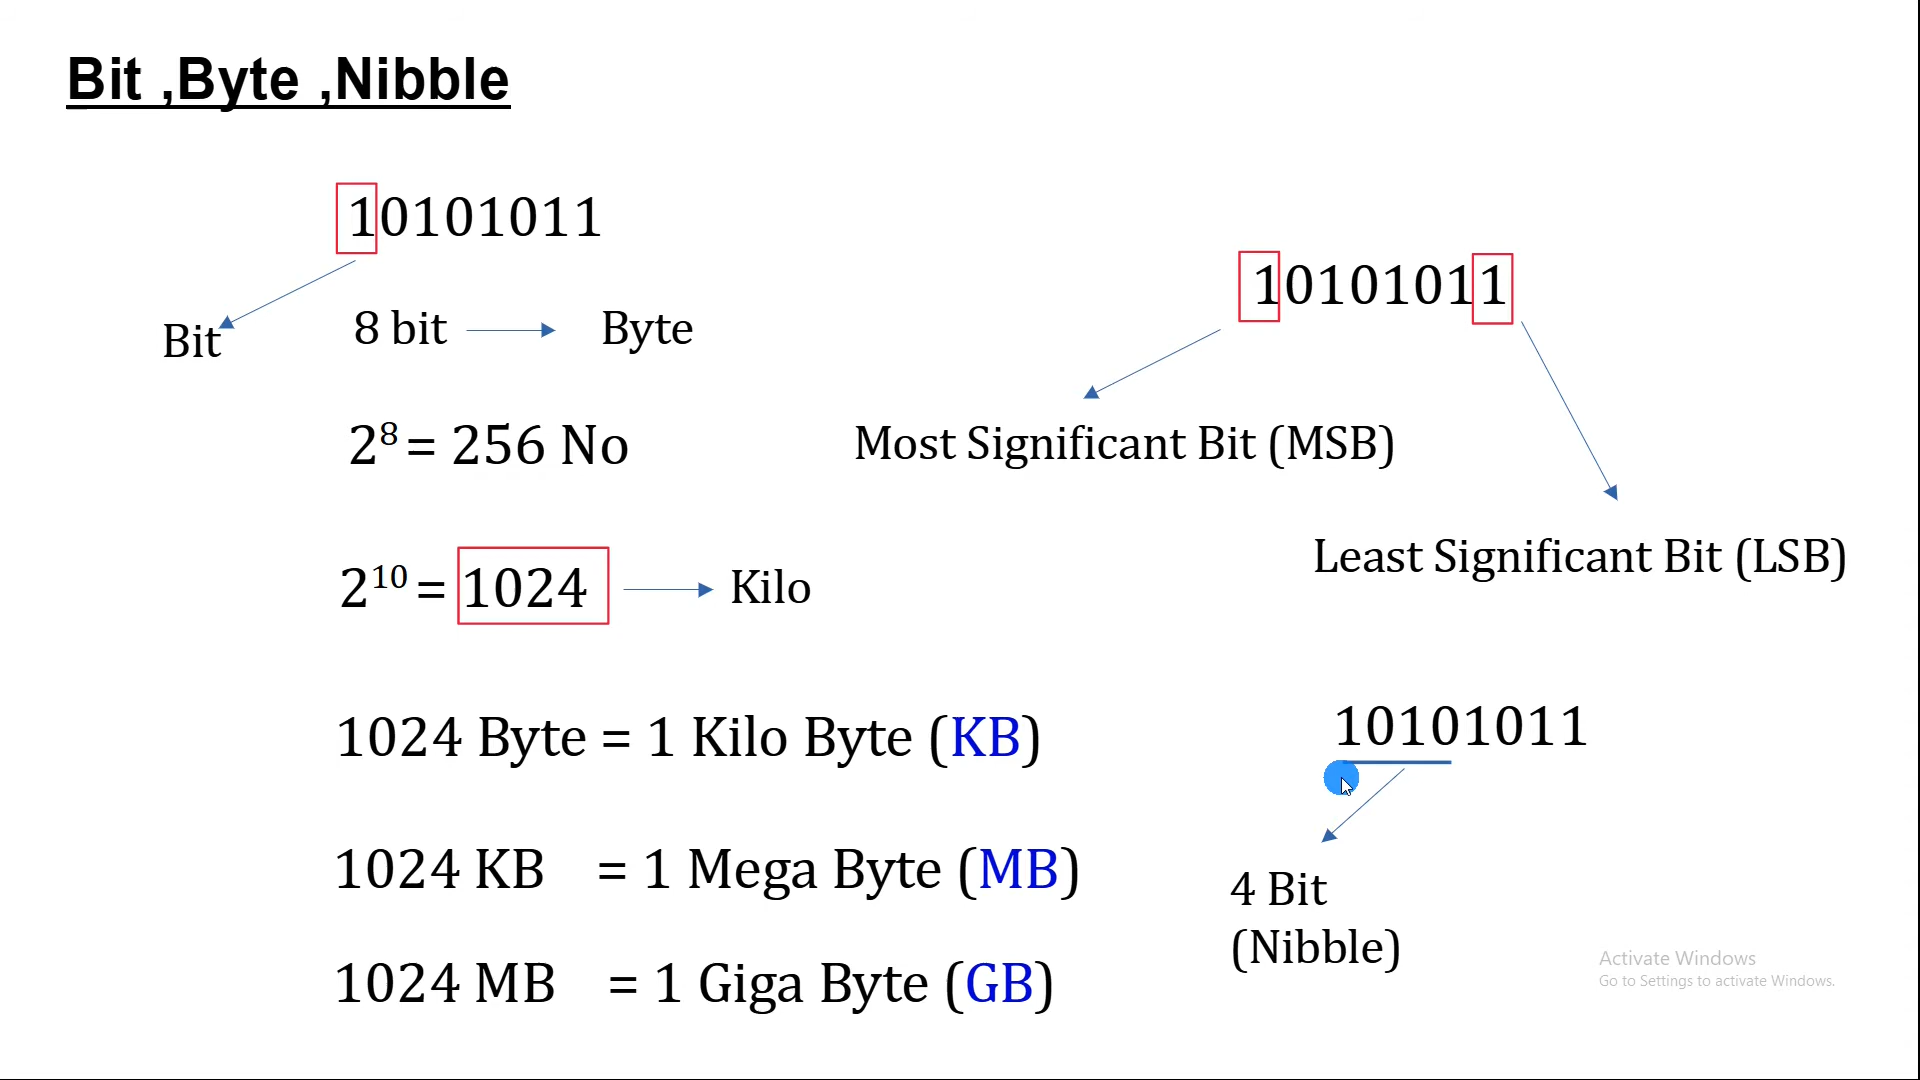 Bit ,Byte ,Nibble
10101011
Bit
8 bit
Byte
2⁸ = 256 No
2¹⁰ = 1024
Kilo
1024 Byte = 1 Kilo Byte (KB)
1024 KB = 1 Mega Byte (MB)
1024 MB = 1 Giga Byte (GB)
10101011
Most Significant Bit (MSB)
Least Significant Bit (LSB)
10101011
4 Bit
(Nibble)
Activate Windows
Go to Settings to activate Windows.